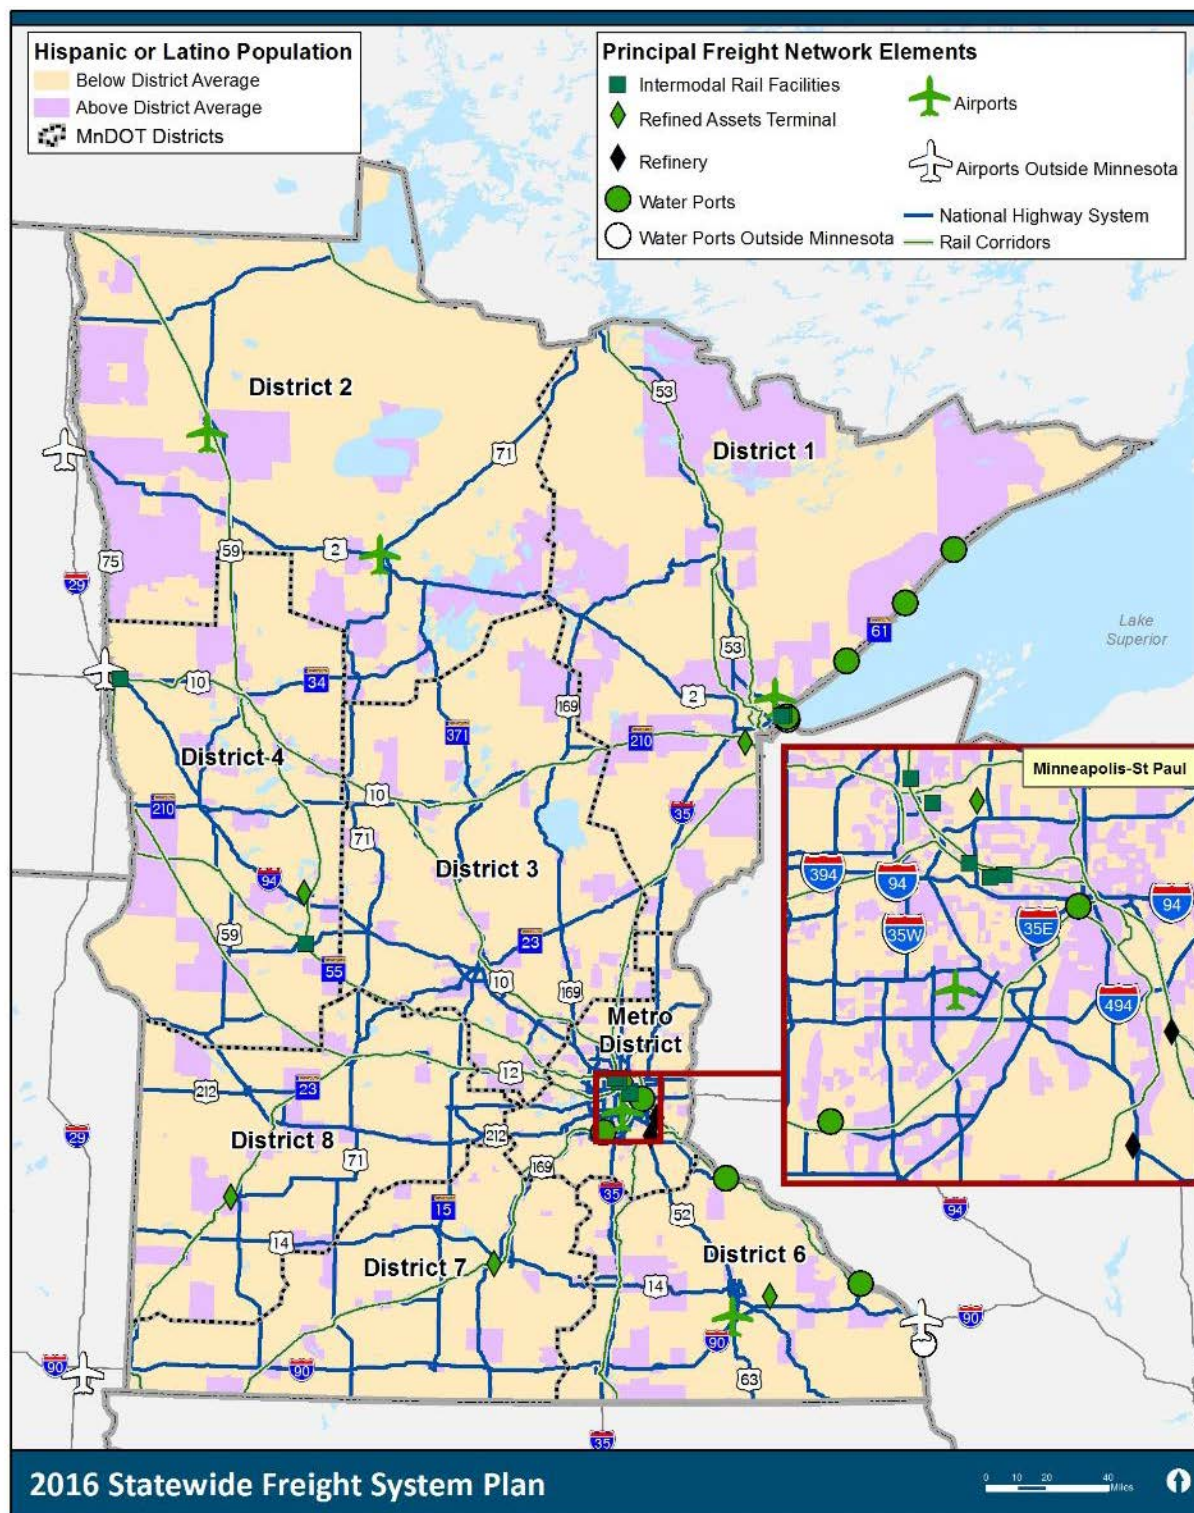 Hispanic or Latino Population
Below District Average
Above District Average
MnDOT Districts
Principal Freight Network Elements
Intermodal Rail Facilities
Refined Assets Terminal
Refinery
Water Ports
Water Ports Outside Minnesota
Airports
Airports Outside Minnesota
National Highway System
Rail Corridors
District 2
53
District 1
71
75
59
2
29
61
Lake
Superior
53
10
34
2
169
371
210
District 4
Minneapolis-St Paul
10
210
35
71
District 3
394
94
94
94
35W
35E
59
23
55
10
169
494
Metro
District
12
23
212
29
District 8
212
71
169
35
15
52
94
14
District 7
District 6
14
90
90
90
90
63
35
2016 Statewide Freight System Plan
0 10 20 40
Miles